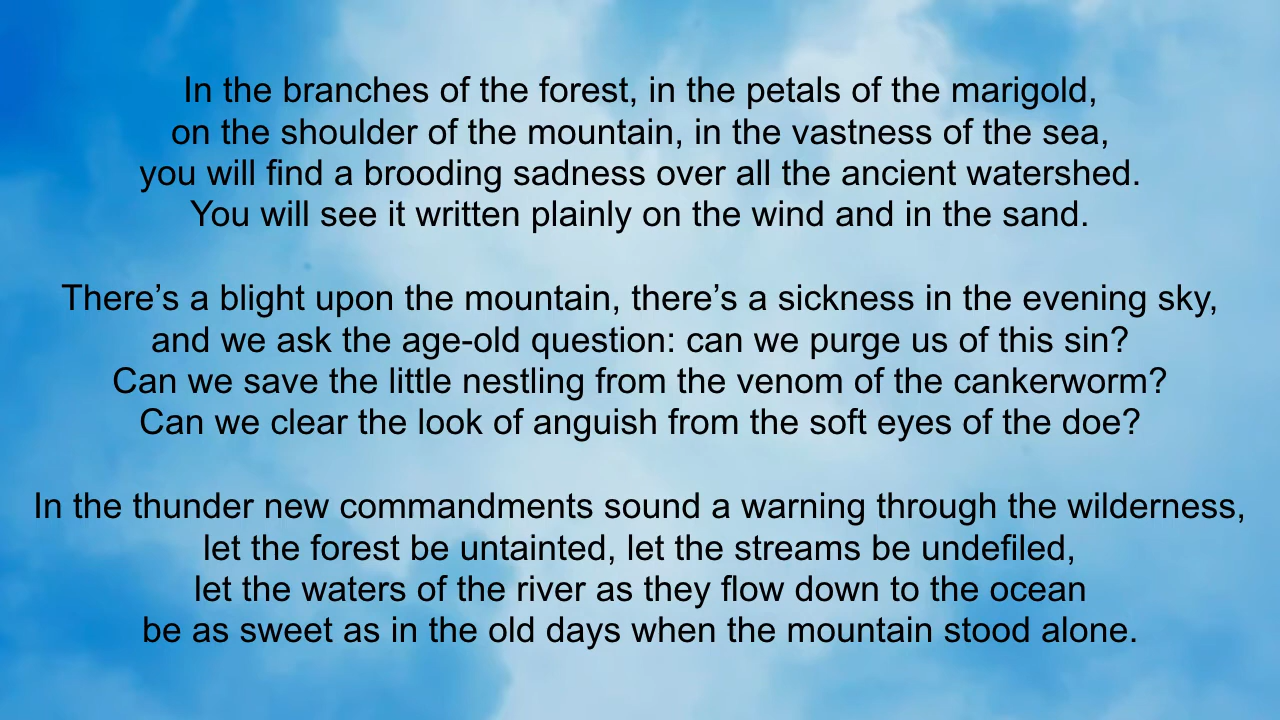 In the branches of the forest, in the petals of the marigold,
on the shoulder of the mountain, in the vastness of the sea,
you will find a brooding sadness over all the ancient watershed.
You will see it written plainly on the wind and in the sand.
There’s a blight upon the mountain, there’s a sickness in the evening sky,
and we ask the age-old question: can we purge us of this sin?
Can we save the little nestling from the venom of the cankerworm?
Can we clear the look of anguish from the soft eyes of the doe?
In the thunder new commandments sound a warning through the wilderness,
let the forest be untainted, let the streams be undefiled,
let the waters of the river as they flow down to the ocean
be as sweet as in the old days when the mountain stood alone.